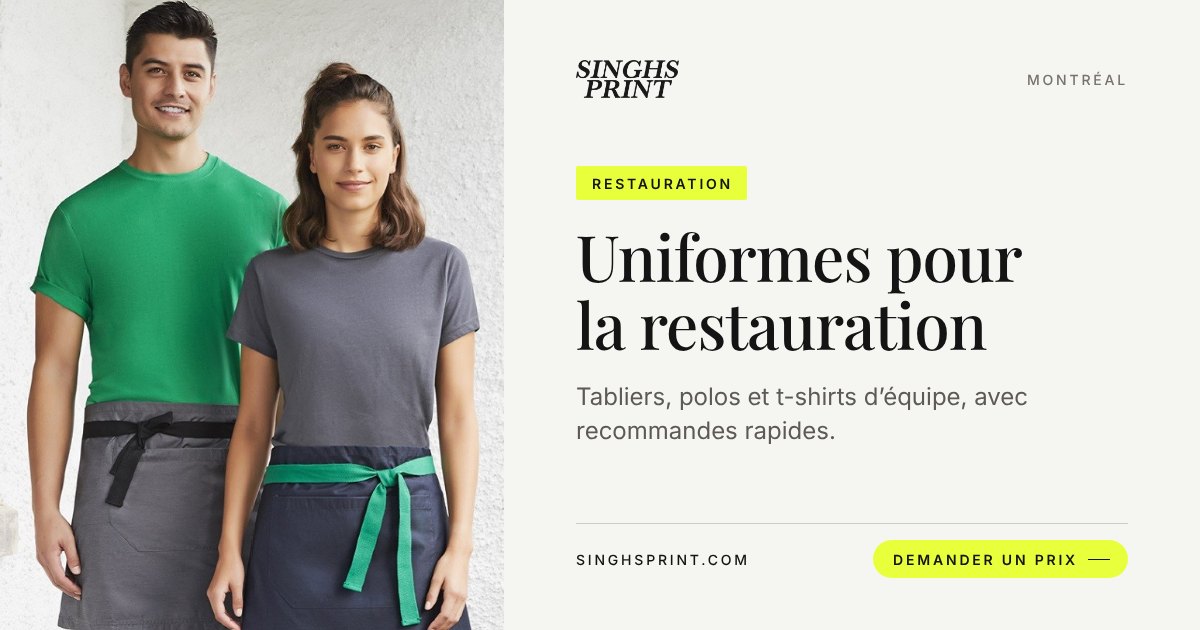 SINGHS
PRINT
MONTRÉAL
RESTAURATION
Uniformes pour
la restauration
Tabliers, polos et t-shirts d’équipe, avec
recommandes rapides.
SINGHSPRINT.COM
DEMANDER UN PRIX —